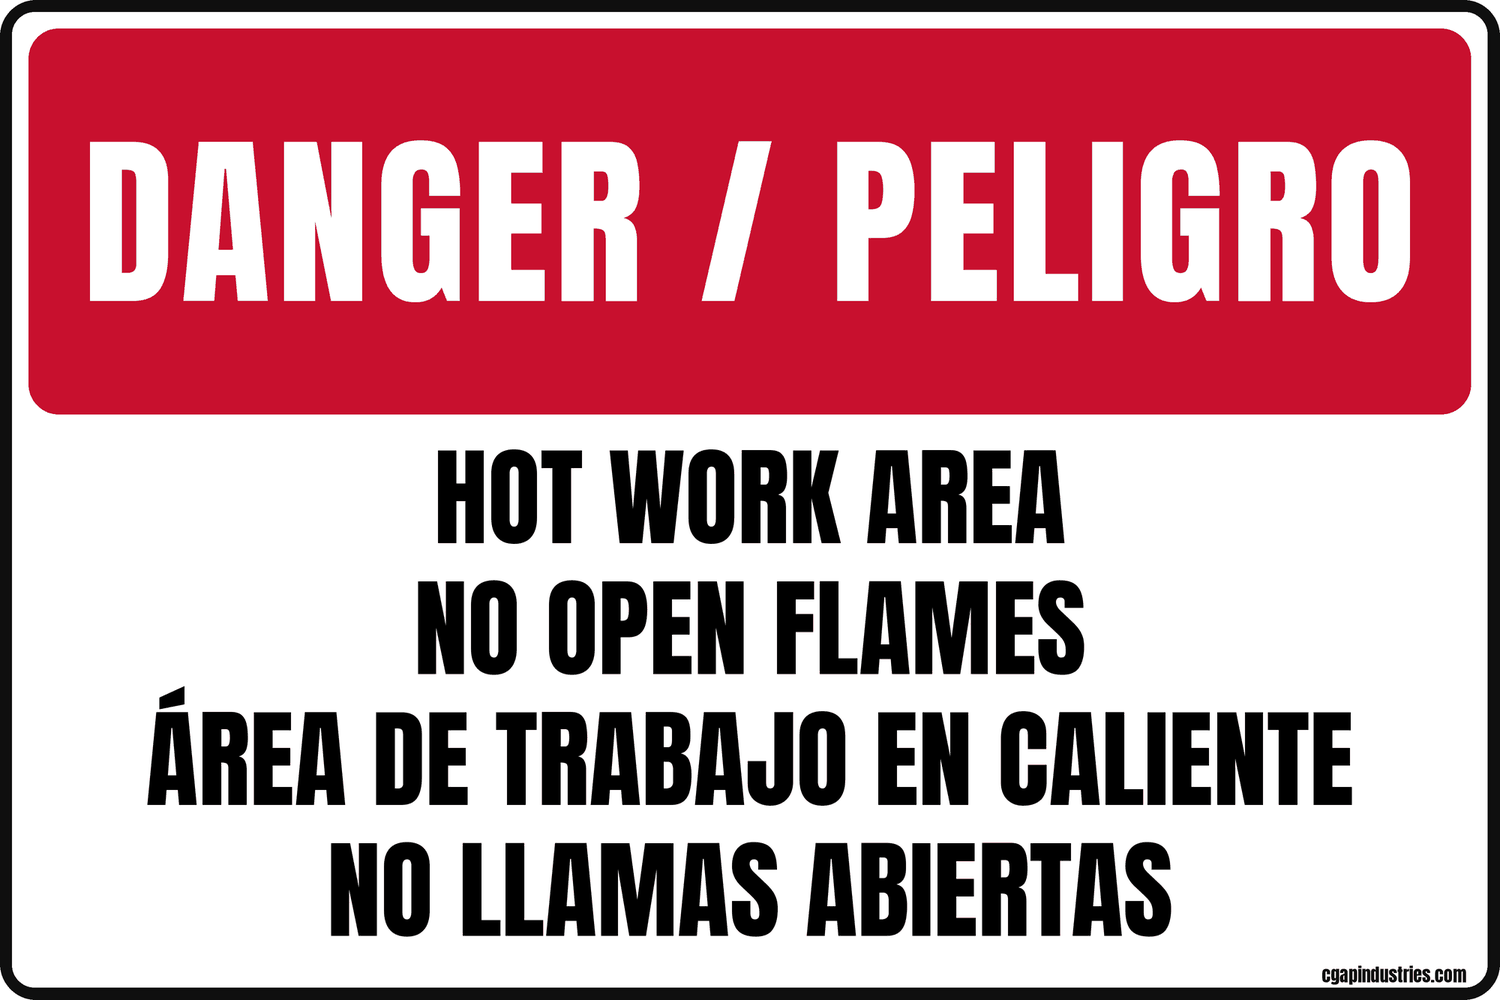 DANGER / PELIGRO
HOT WORK AREA
NO OPEN FLAMES
ÁREA DE TRABAJO EN CALIENTE
NO LLAMAS ABIERTAS
cgapindustries.com